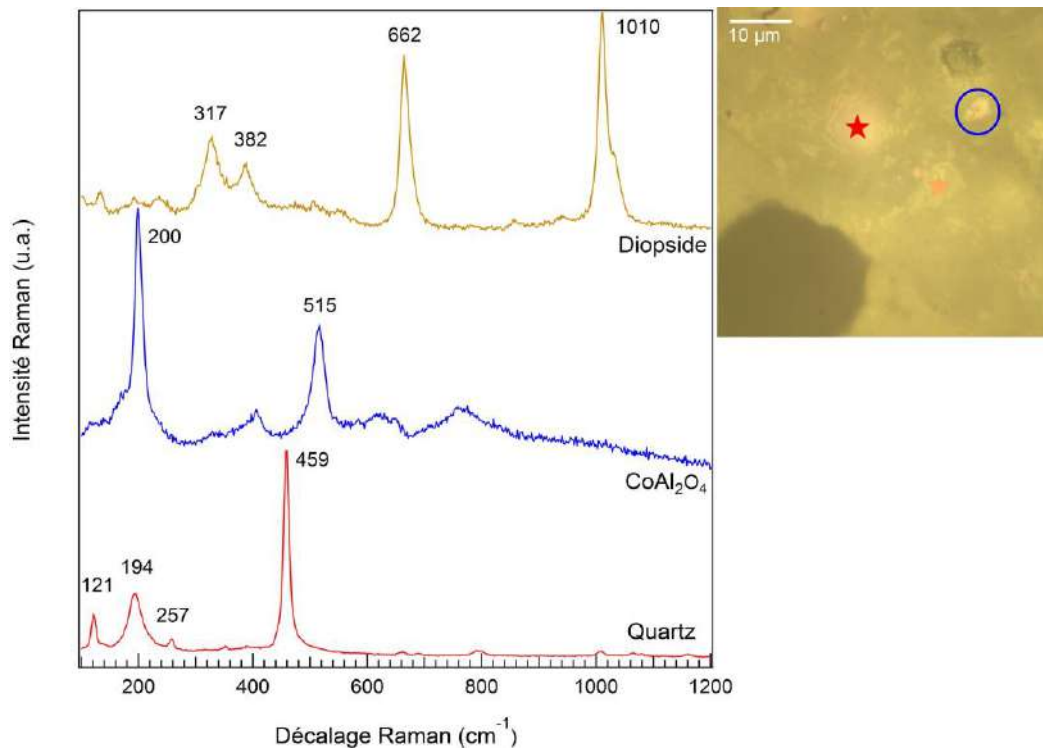 Intensité Raman (u.a.)
317
382
662
1010
Diopside
200
515
CoAl₂O₄
121
194
257
459
Quartz
200
400
600
800
1000
1200
Décalage Raman (cm⁻¹)
10 µm